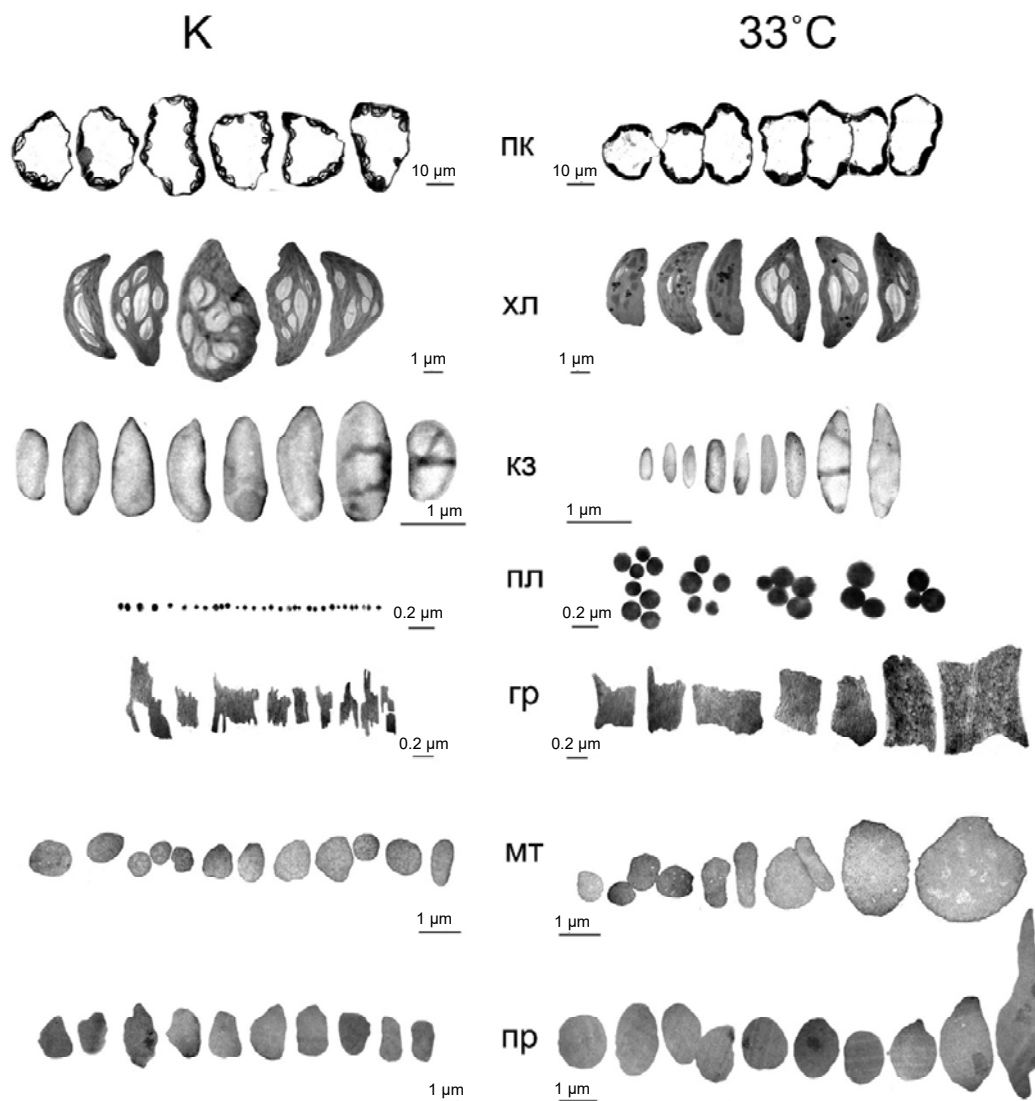 К 33°C
пк
10 µm 10 µm
хл
1 µm 1 µm
кз
1 µm 1 µm
пл
0.2 µm 0.2 µm
гр
0.2 µm 0.2 µm
мт
1 µm 1 µm
пр
1 µm 1 µm